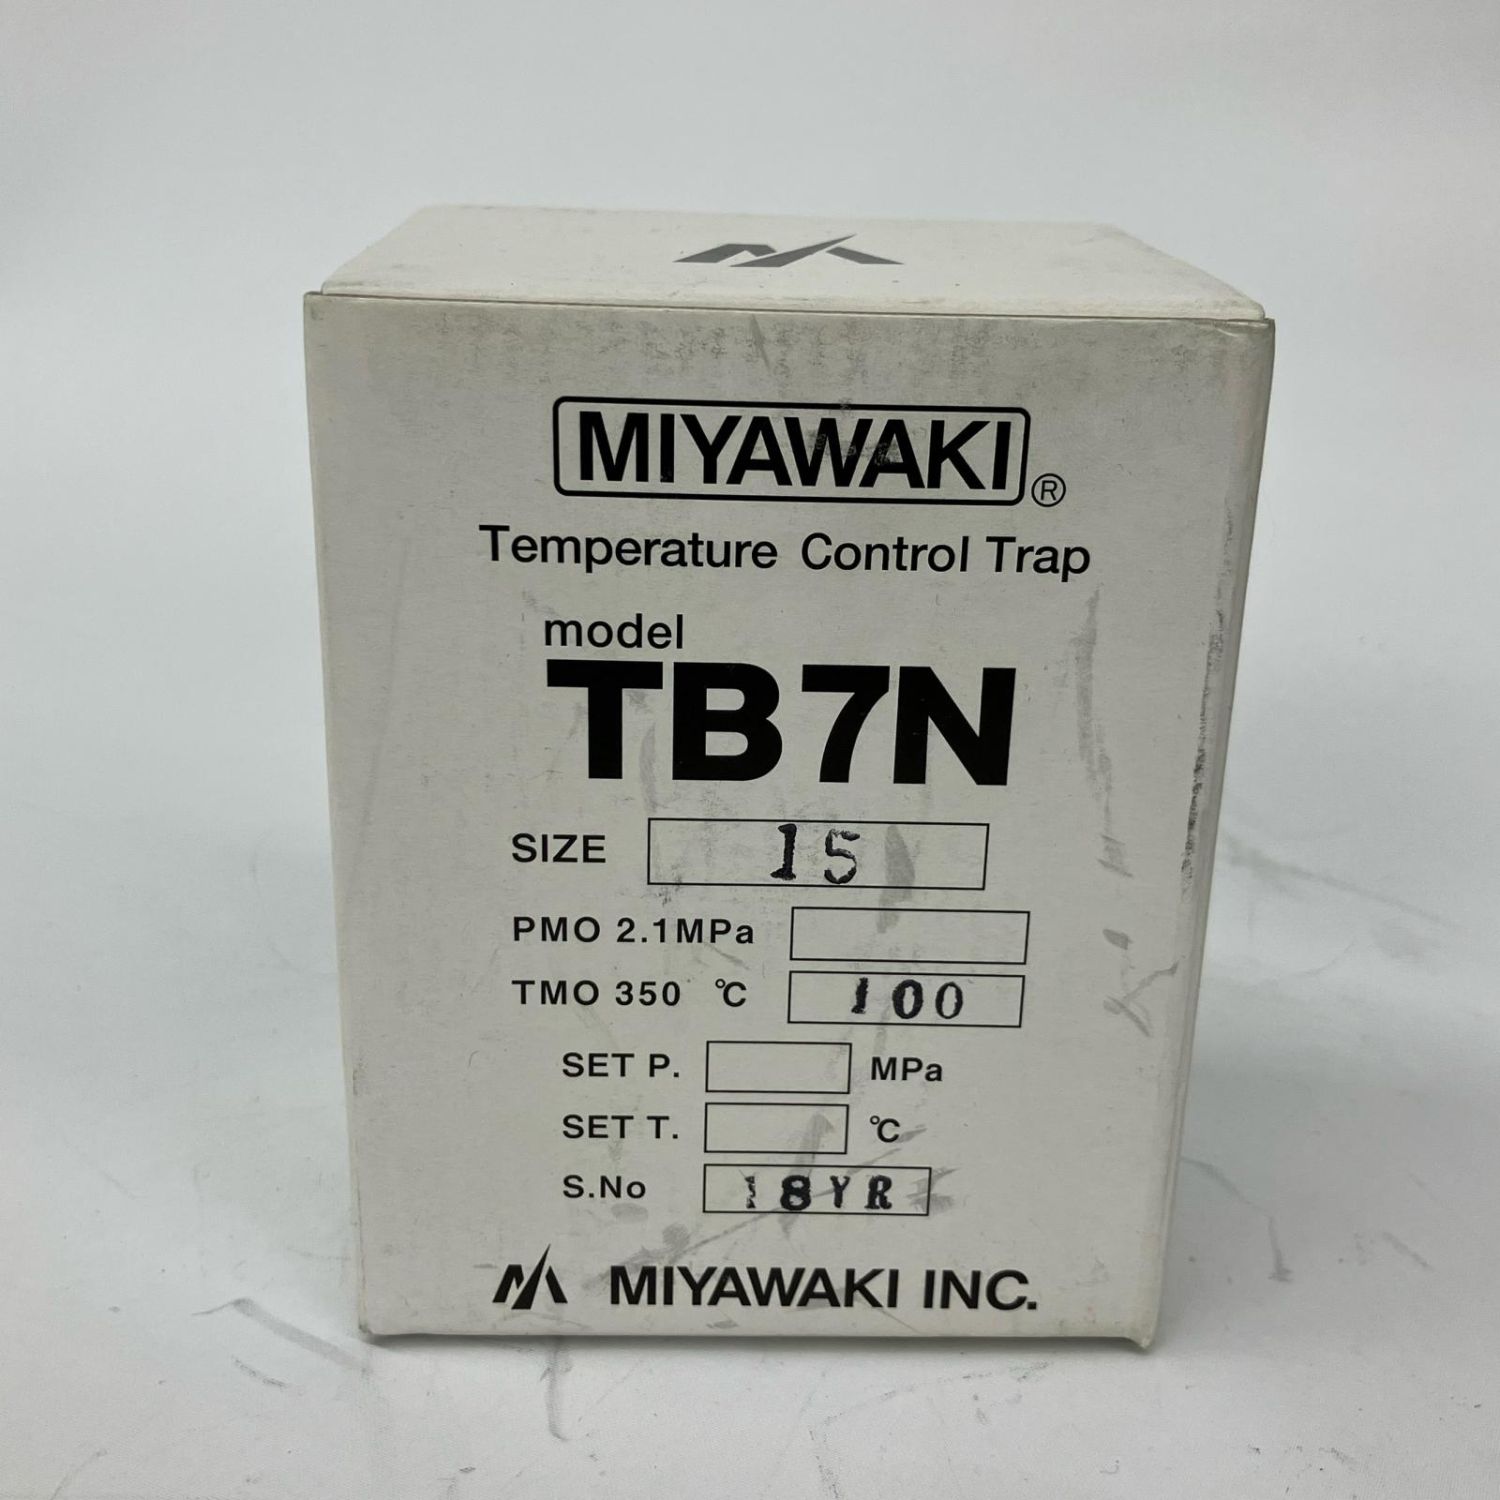 MIYAWAKI®
Temperature Control Trap
model
TB7N
SIZE 15
PMO 2.1MPa
TMO 350 ℃ 100
SET P. MPa
SET T. ℃
S.No 18YR
MIYAWAKI INC.